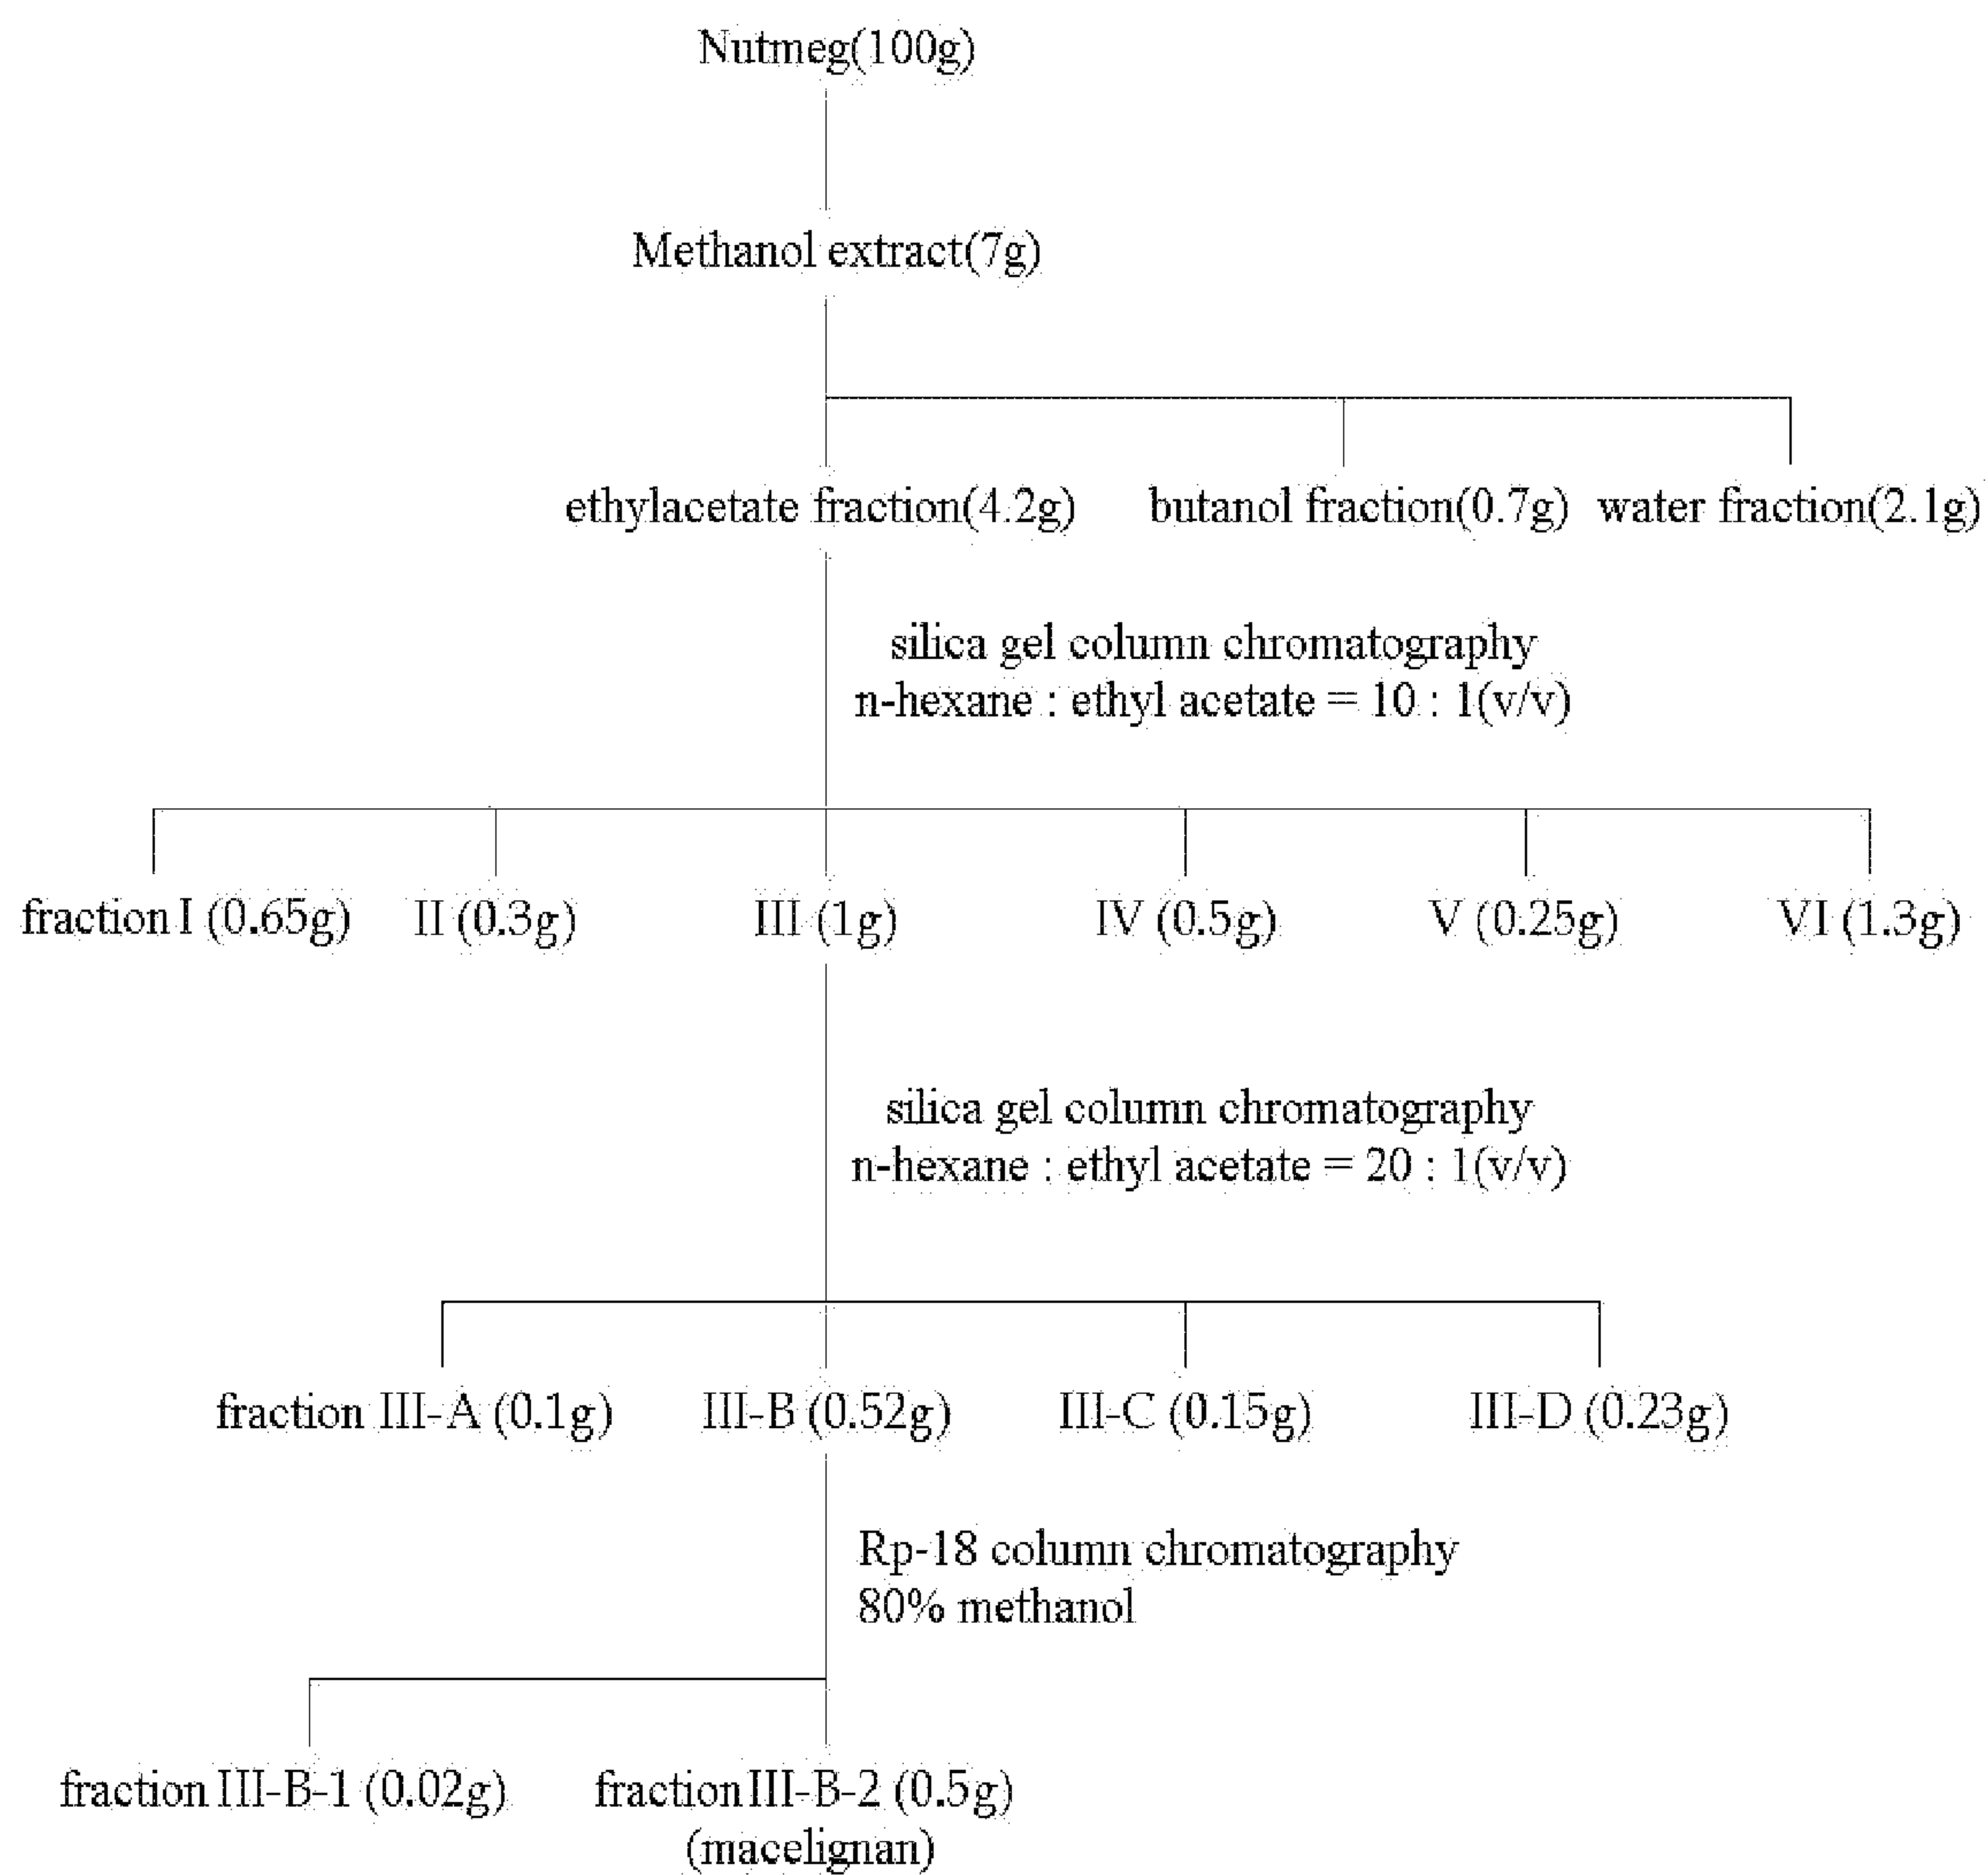 Nutmeg(100g)
Methanol extract(7g)
ethylacetate fraction(4.2g) butanol fraction(0.7g) water fraction(2.1g)
silica gel column chromatography
n-hexane : ethyl acetate = 10 : 1(v/v)
fraction I (0.65g) II (0.3g) III (1g) IV (0.5g) V (0.25g) VI (1.3g)
silica gel column chromatography
n-hexane : ethyl acetate = 20 : 1(v/v)
fraction III-A (0.1g) III-B (0.52g) III-C (0.15g) III-D (0.23g)
Rp-18 column chromatography
80% methanol
fraction III-B-1 (0.02g) fraction III-B-2 (0.5g)
(macelignan)